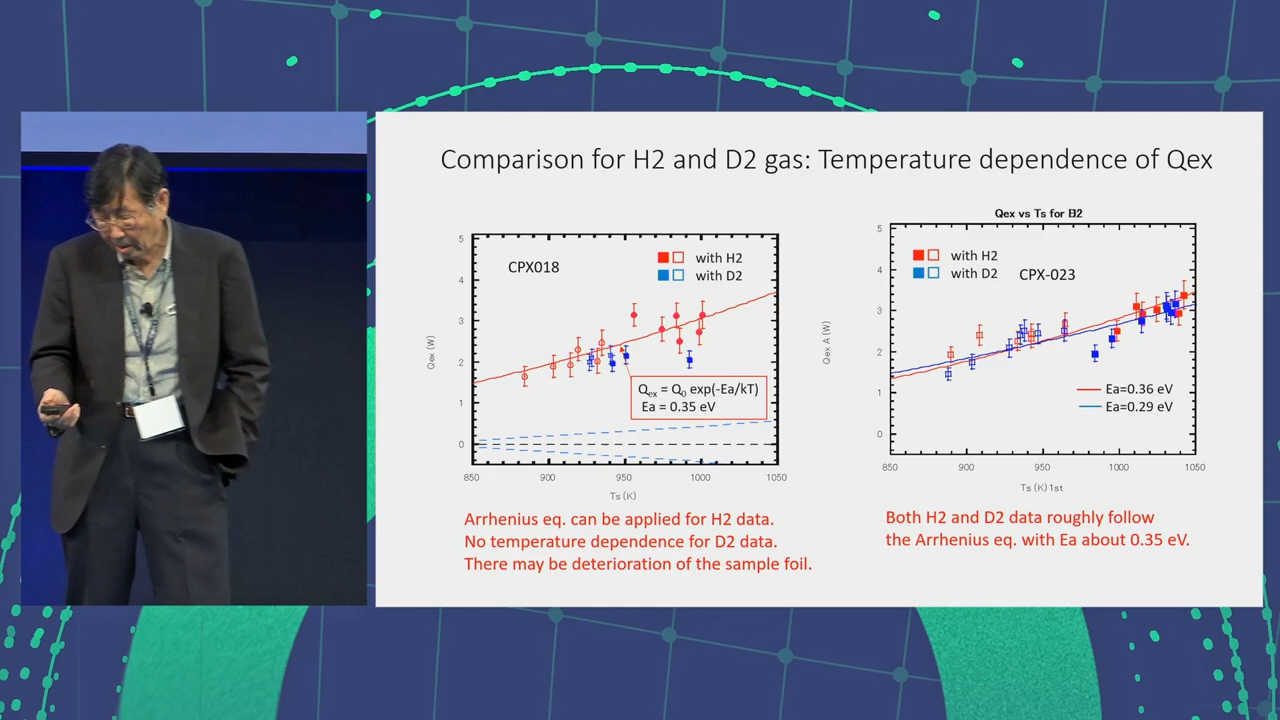 Comparison for H2 and D2 gas: Temperature dependence of Qex
5
4
3
2
1
0
Qex (W)
CPX018
with H2
with D2
Qex = Q0 exp(-Ea/kT)
Ea = 0.35 eV
850
900
950
1000
1050
Ts (K)
Arrhenius eq. can be applied for H2 data.
No temperature dependence for D2 data.
There may be deterioration of the sample foil.
Qex vs Ts for
5
4
3
2
1
0
Qex A (W)
with H2
with D2
CPX-023
Ea=0.36 eV
Ea=0.29 eV
850
900
950
1000
1050
Ts (K) 1st
Both H2 and D2 data roughly follow
the Arrhenius eq. with Ea about 0.35 eV.